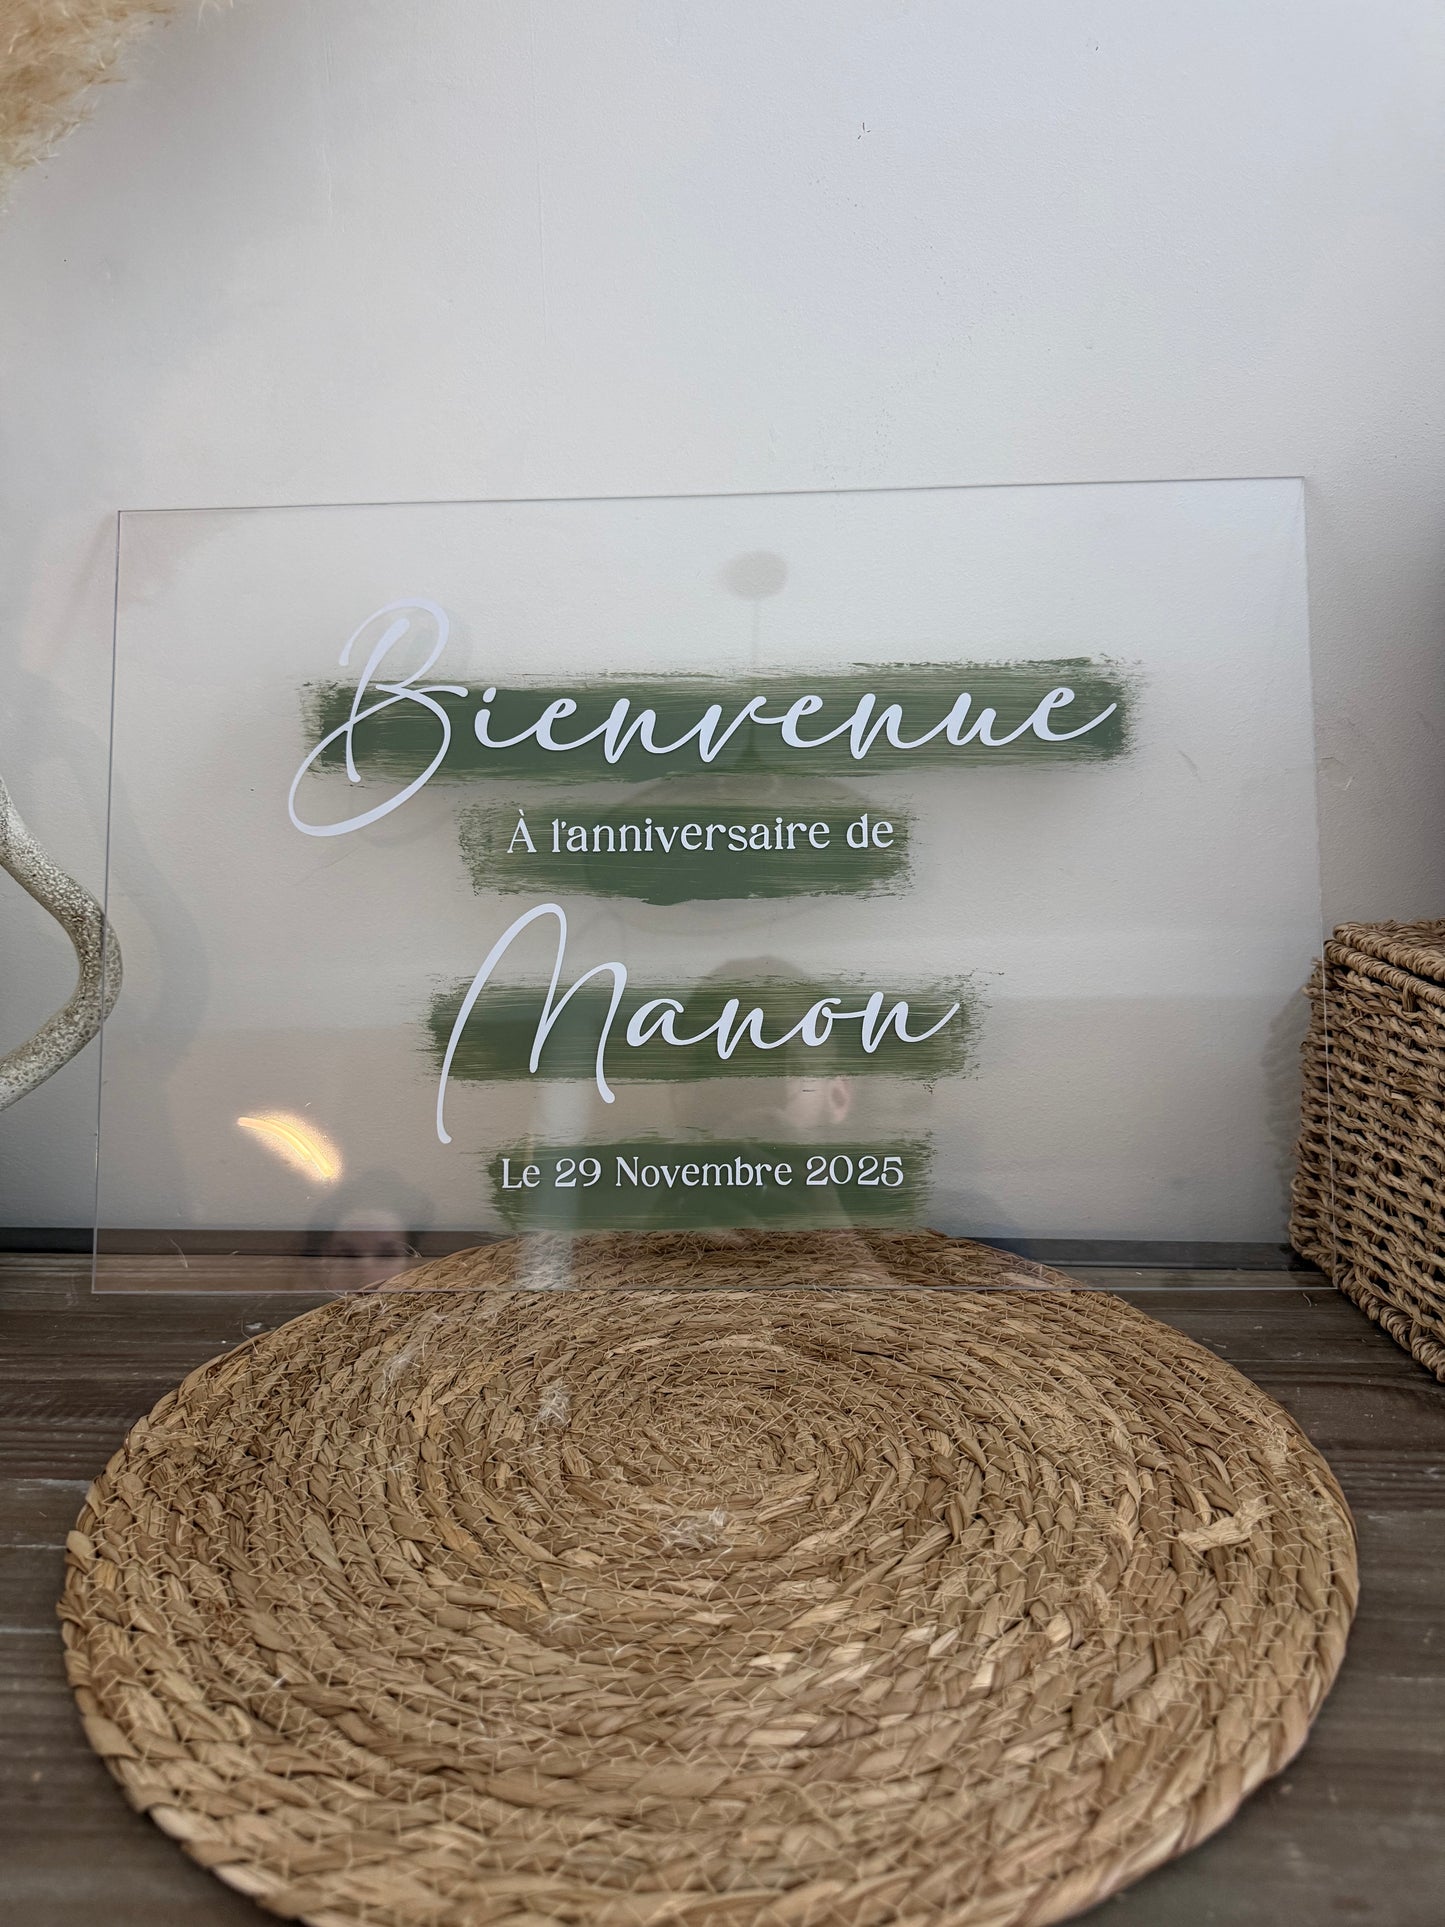 Bienvenue
À l'anniversaire de
Manon
Le 29 Novembre 2025